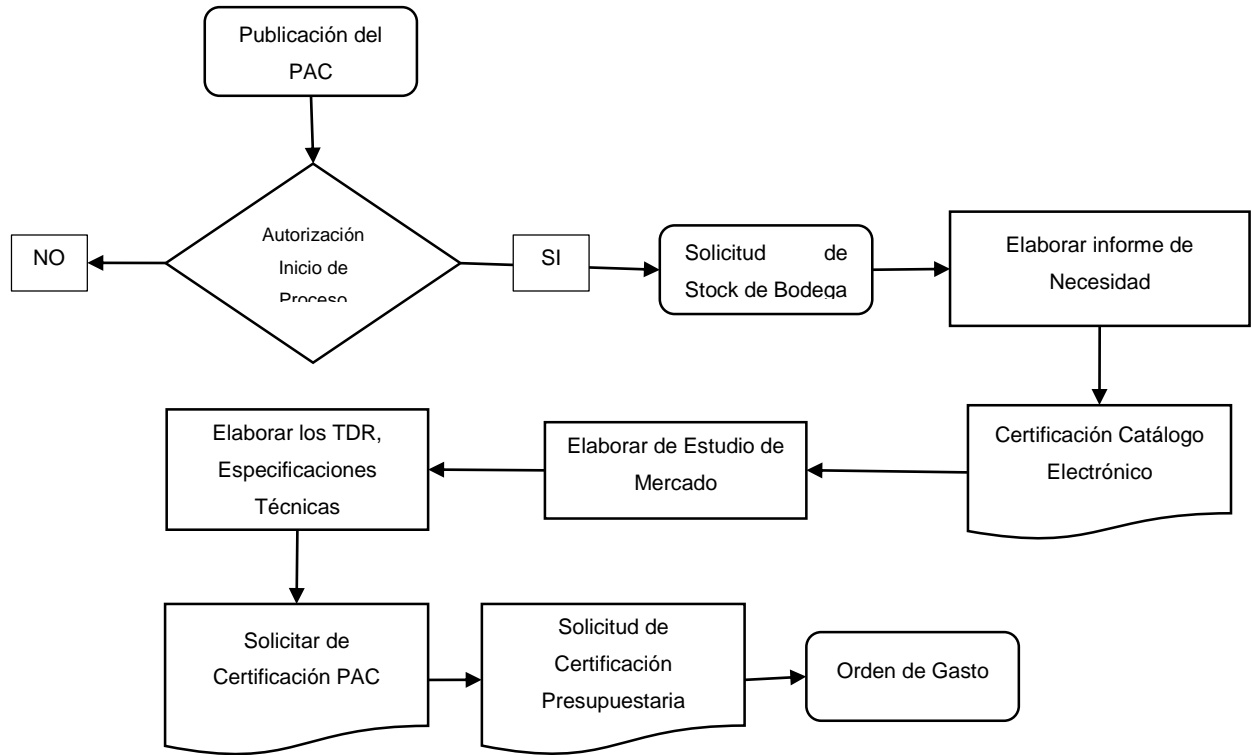 Publicación del
PAC
Autorización
Inicio de
Proceso
NO
SI
Solicitud de
Stock de Bodega
Elaborar informe de
Necesidad
Elaborar los TDR,
Especificaciones
Técnicas
Elaborar de Estudio de
Mercado
Certificación Catálogo
Electrónico
Solicitar de
Certificación PAC
Solicitud de
Certificación
Presupuestaria
Orden de Gasto